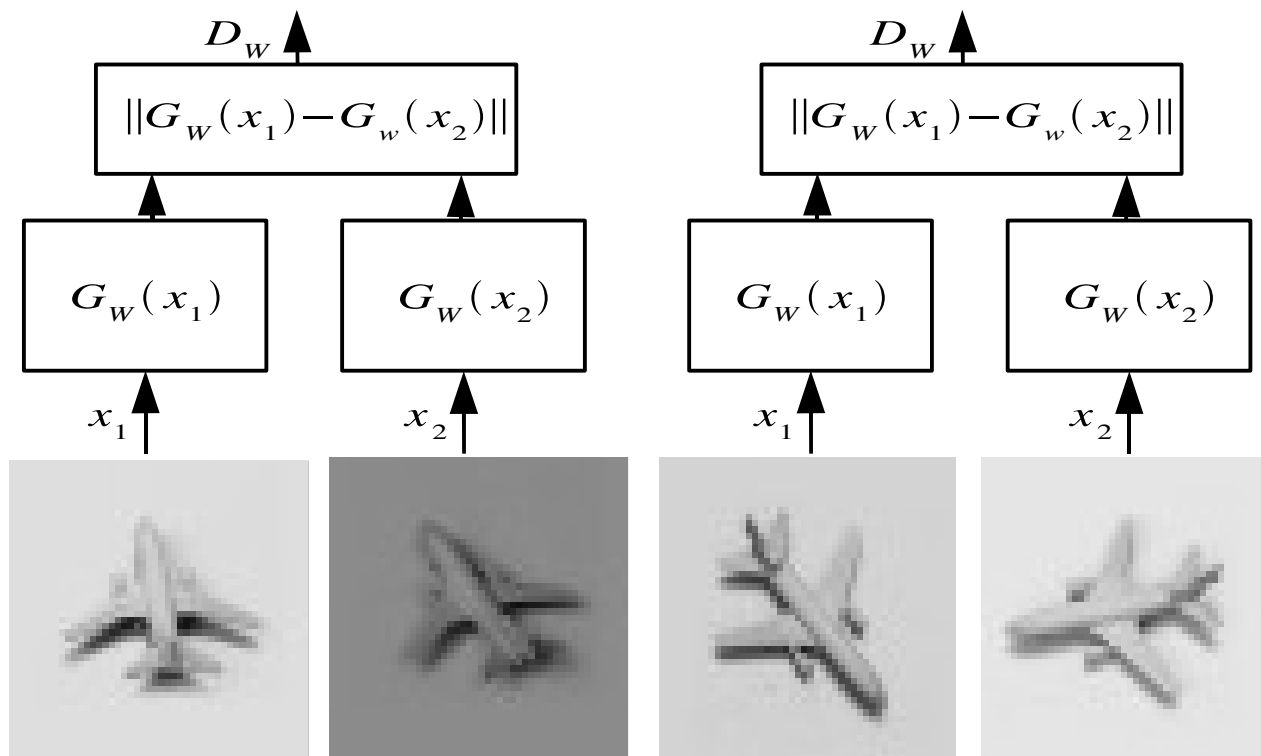 D_W D_W
||G_W(x_1)−G_w(x_2)|| ||G_W(x_1)−G_w(x_2)||
G_W(x_1) G_W(x_2) G_W(x_1) G_W(x_2)
x_1 x_2 x_1 x_2